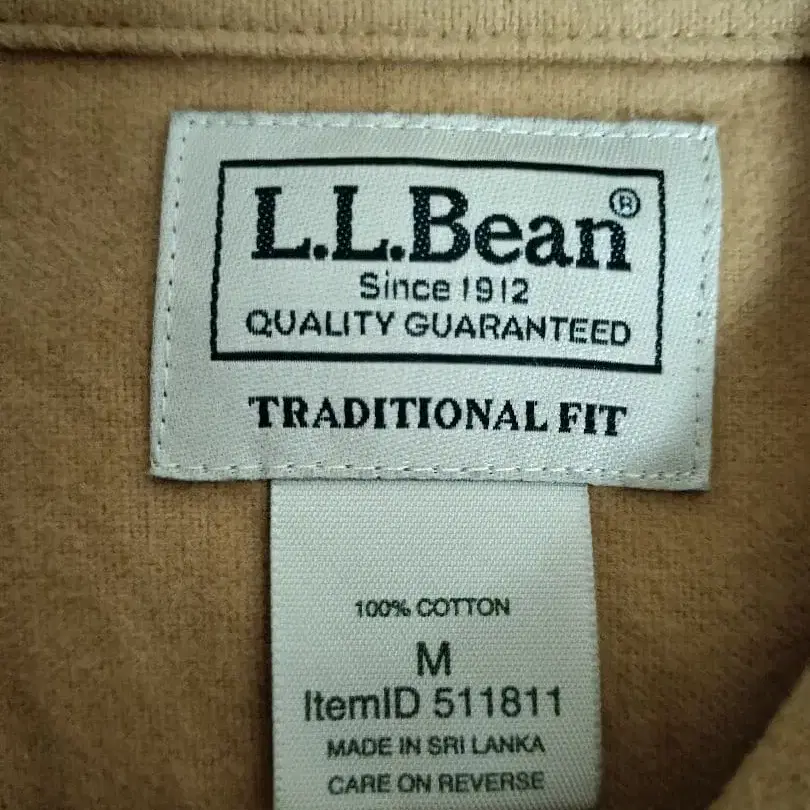 L.L.Bean®
Since 1912
QUALITY GUARANTEED
TRADITIONAL FIT
100% COTTON
M
ItemID 511811
MADE IN SRI LANKA
CARE ON REVERSE